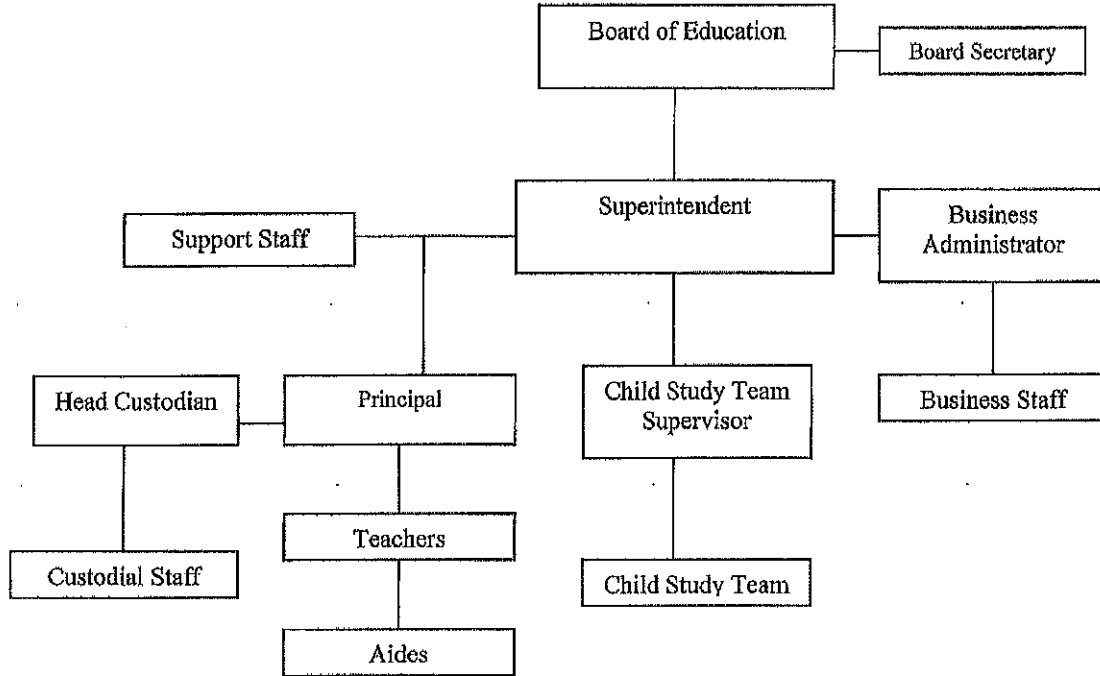 Board of Education
Board Secretary
Superintendent
Business
Administrator
Support Staff
Head Custodian
Principal
Child Study Team
Supervisor
Business Staff
Teachers
Custodial Staff
Child Study Team
Aides